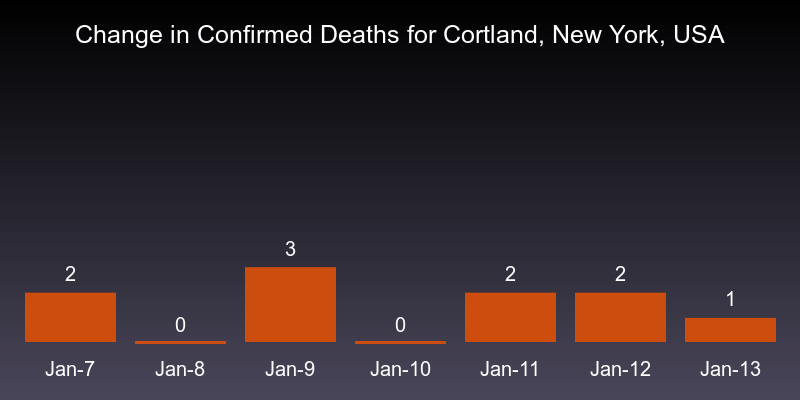 Change in Confirmed Deaths for Cortland, New York, USA
2
0
3
0
2
2
1
Jan-7
Jan-8
Jan-9
Jan-10
Jan-11
Jan-12
Jan-13